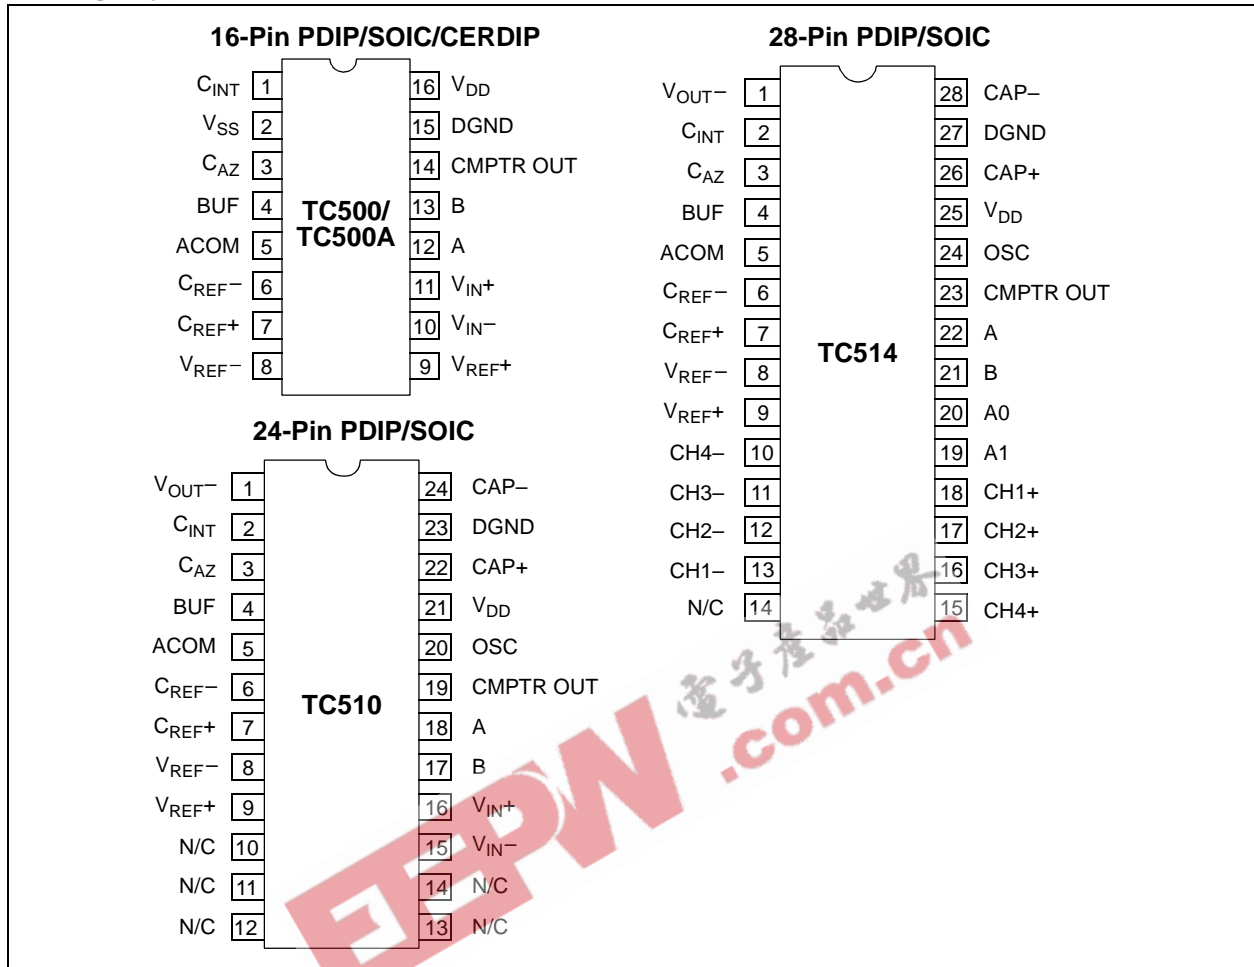 16-Pin PDIP/SOIC/CERDIP
CINT 1 16 VDD
VSS 2 15 DGND
CAZ 3 14 CMPTR OUT
BUF 4 13 B
TC500/
TC500A
ACOM 5 12 A
CREF– 6 11 VIN+
CREF+ 7 10 VIN–
VREF– 8 9 VREF+
24-Pin PDIP/SOIC
VOUT– 1 24 CAP–
CINT 2 23 DGND
CAZ 3 22 CAP+
BUF 4 21 VDD
ACOM 5 20 OSC
CREF– 6 19 CMPTR OUT
TC510
CREF+ 7 18 A
VREF– 8 17 B
VREF+ 9 16 VIN+
N/C 10 15 VIN–
N/C 11 14 N/C
N/C 12 13 N/C
28-Pin PDIP/SOIC
VOUT– 1 28 CAP–
CINT 2 27 DGND
CAZ 3 26 CAP+
BUF 4 25 VDD
ACOM 5 24 OSC
CREF– 6 23 CMPTR OUT
CREF+ 7 22 A
TC514
VREF– 8 21 B
VREF+ 9 20 A0
CH4– 10 19 A1
CH3– 11 18 CH1+
CH2– 12 17 CH2+
CH1– 13 16 CH3+
N/C 14 15 CH4+
EEPW
電子產品世界
.com.cn